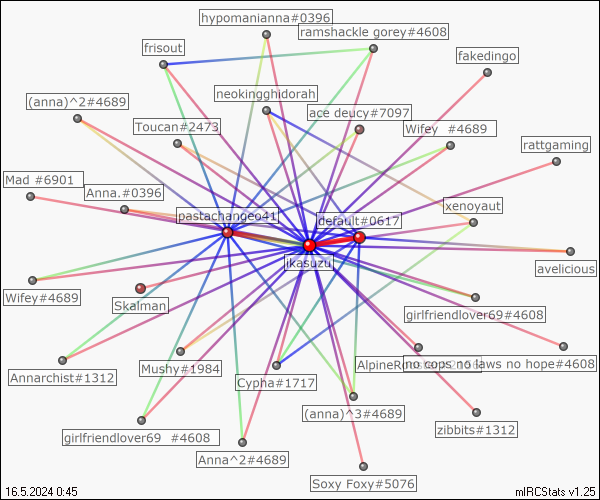 hypomanianna#0396
ramshackle gorey#4608
frisout
fakedingo
neokingghidorah
(anna)^2#4689
ace deucy#7097
Toucan#2473
Wifey  #4689
rattgaming
Mad #6901
Anna.#0396
xenoyaut
pastachangeo41
default#0617
ikasuzu
avelicious
Wifey#4689
Skalman
girlfriendlover69#4608
Mushy#1984
no cops no laws no hope#4608
Annarchist#1312
Cypha#1717
(anna)^3#4689
zibbits#1312
girlfriendlover69  #4608
Anna^2#4689
Soxy Foxy#5076
16.5.2024 0:45
mIRCStats v1.25